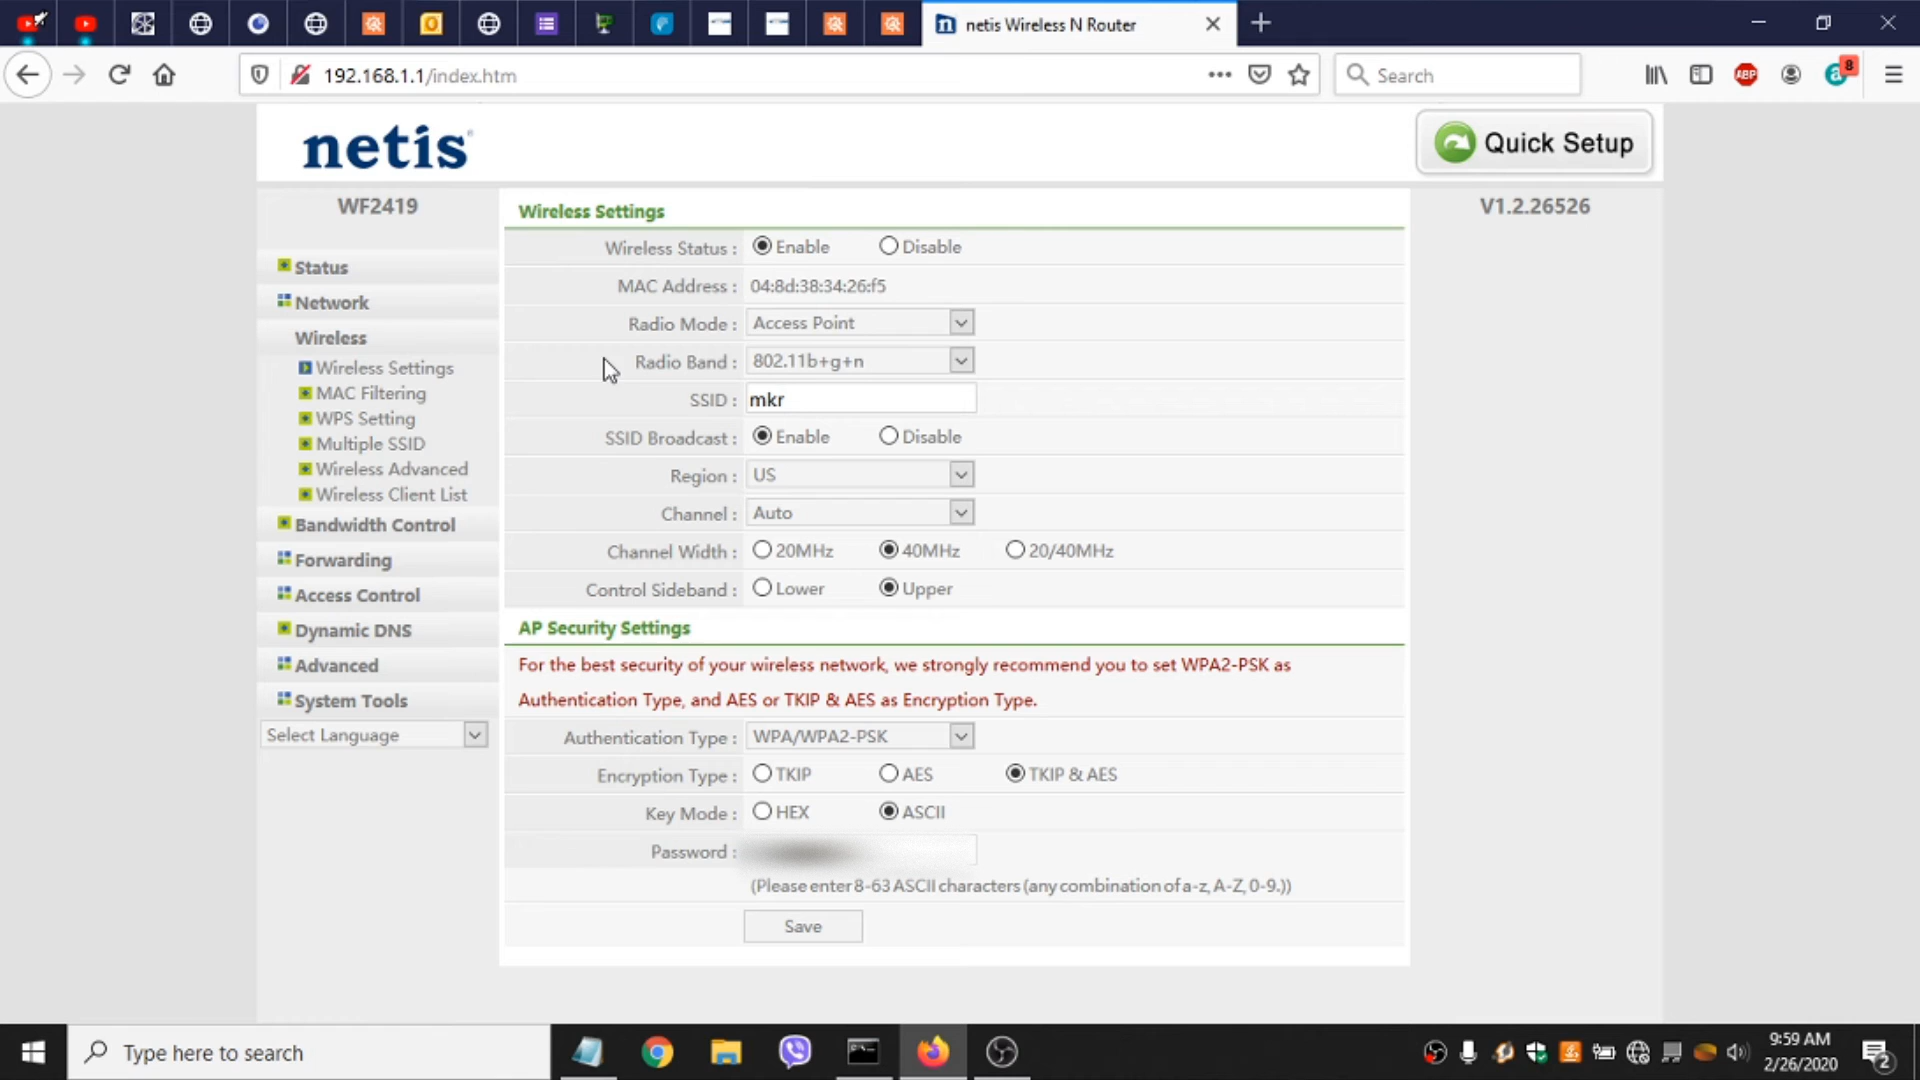 netis Wireless N Router
192.168.1.1/index.htm
Search
ABP
8
netis
Quick Setup
WF2419
V1.2.26526
Status
Network
Wireless
Wireless Settings
MAC Filtering
WPS Setting
Multiple SSID
Wireless Advanced
Wireless Client List
Bandwidth Control
Forwarding
Access Control
Dynamic DNS
Advanced
System Tools
Select Language
Wireless Settings
Wireless Status : Enable Disable
MAC Address : 04:8d:38:34:26:f5
Radio Mode : Access Point
Radio Band : 802.11b+g+n
SSID : mkr
SSID Broadcast : Enable Disable
Region : US
Channel : Auto
Channel Width : 20MHz 40MHz 20/40MHz
Control Sideband : Lower Upper
AP Security Settings
For the best security of your wireless network, we strongly recommend you to set WPA2-PSK as
Authentication Type, and AES or TKIP & AES as Encryption Type.
Authentication Type : WPA/WPA2-PSK
Encryption Type : TKIP AES TKIP & AES
Key Mode : HEX ASCII
Password :
(Please enter 8-63 ASCII characters (any combination of a-z, A-Z, 0-9.))
Save
Type here to search
9:59 AM
2/26/2020
2